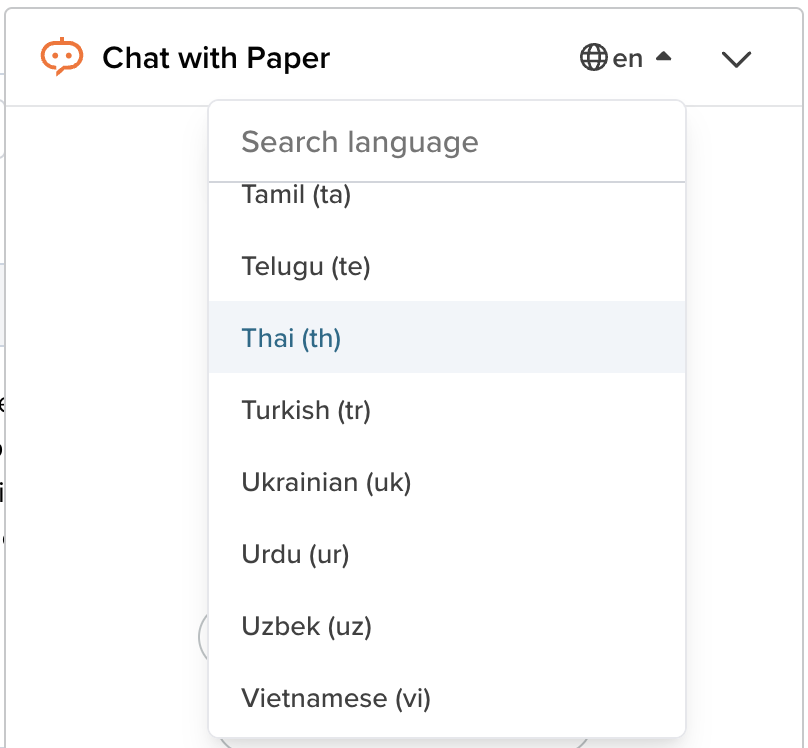 Chat with Paper
en
Search language
Tamil (ta)
Telugu (te)
Thai (th)
Turkish (tr)
Ukrainian (uk)
Urdu (ur)
Uzbek (uz)
Vietnamese (vi)